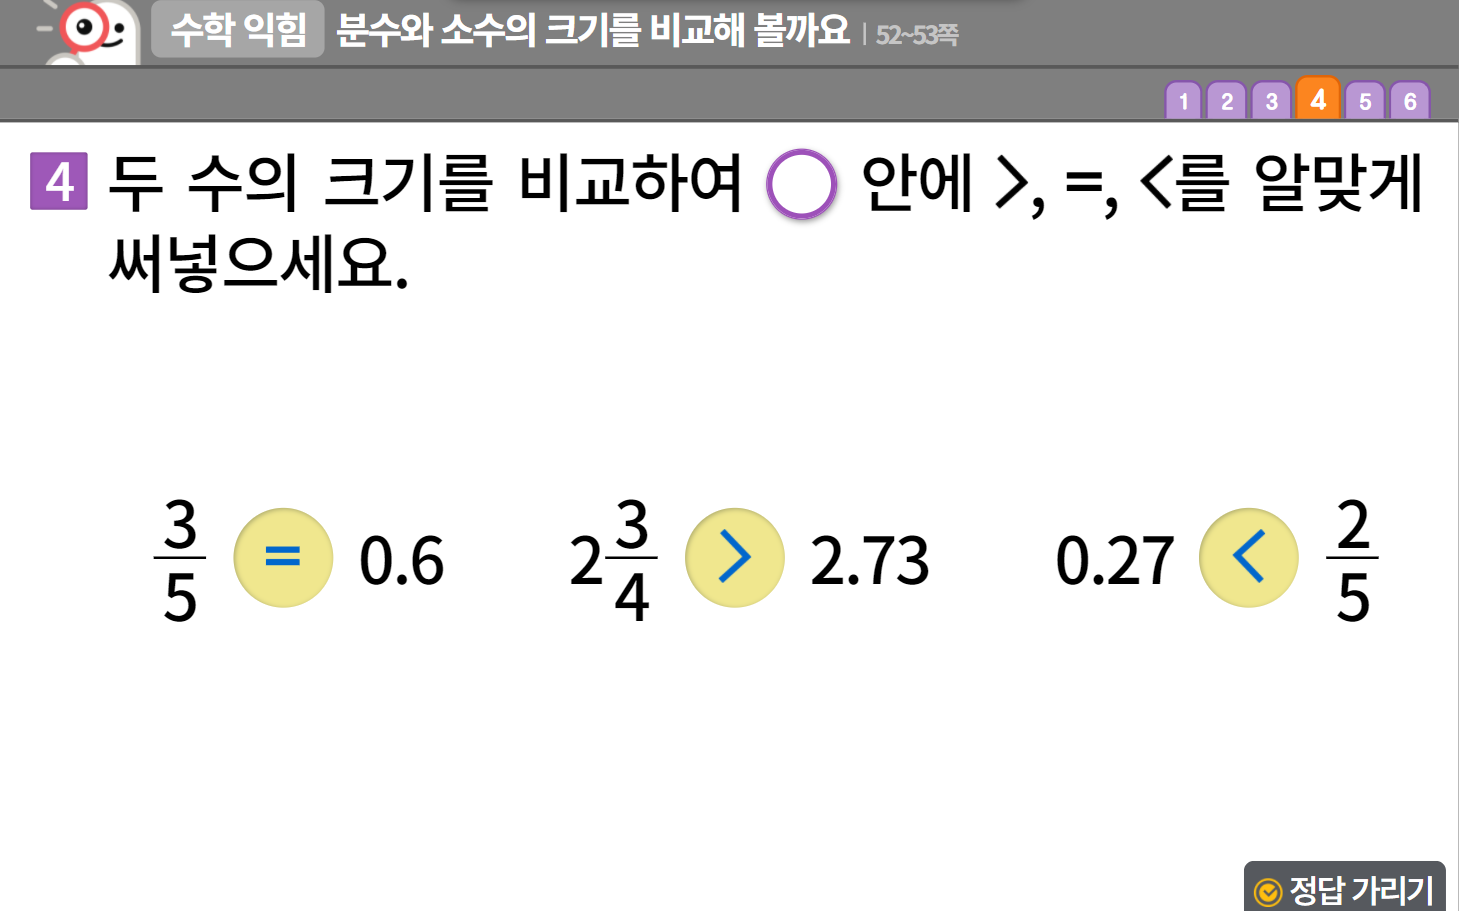 수학 익힘 분수와 소수의 크기를 비교해 볼까요 | 52~53쪽
1 2 3 4 5 6
4 두 수의 크기를 비교하여 ○ 안에 >, =, <를 알맞게
써넣으세요.
3/5 = 0.6 2 3/4 > 2.73 0.27 < 2/5
정답 가리기